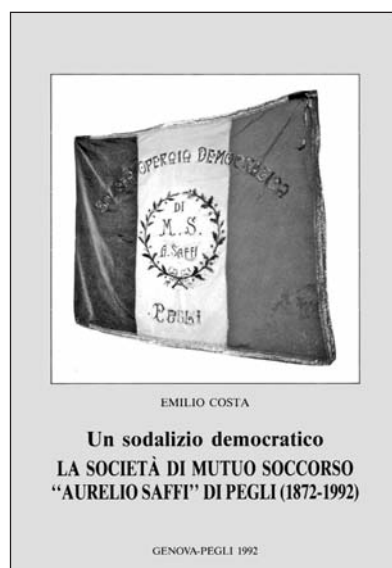 OPERAIA DEMOCRATICA
DI
M. S.
A. SAFFI
PEGLI
EMILIO COSTA
Un sodalizio democratico
LA SOCIETÀ DI MUTUO SOCCORSO
“AURELIO SAFFI” DI PEGLI (1872-1992)
GENOVA-PEGLI 1992